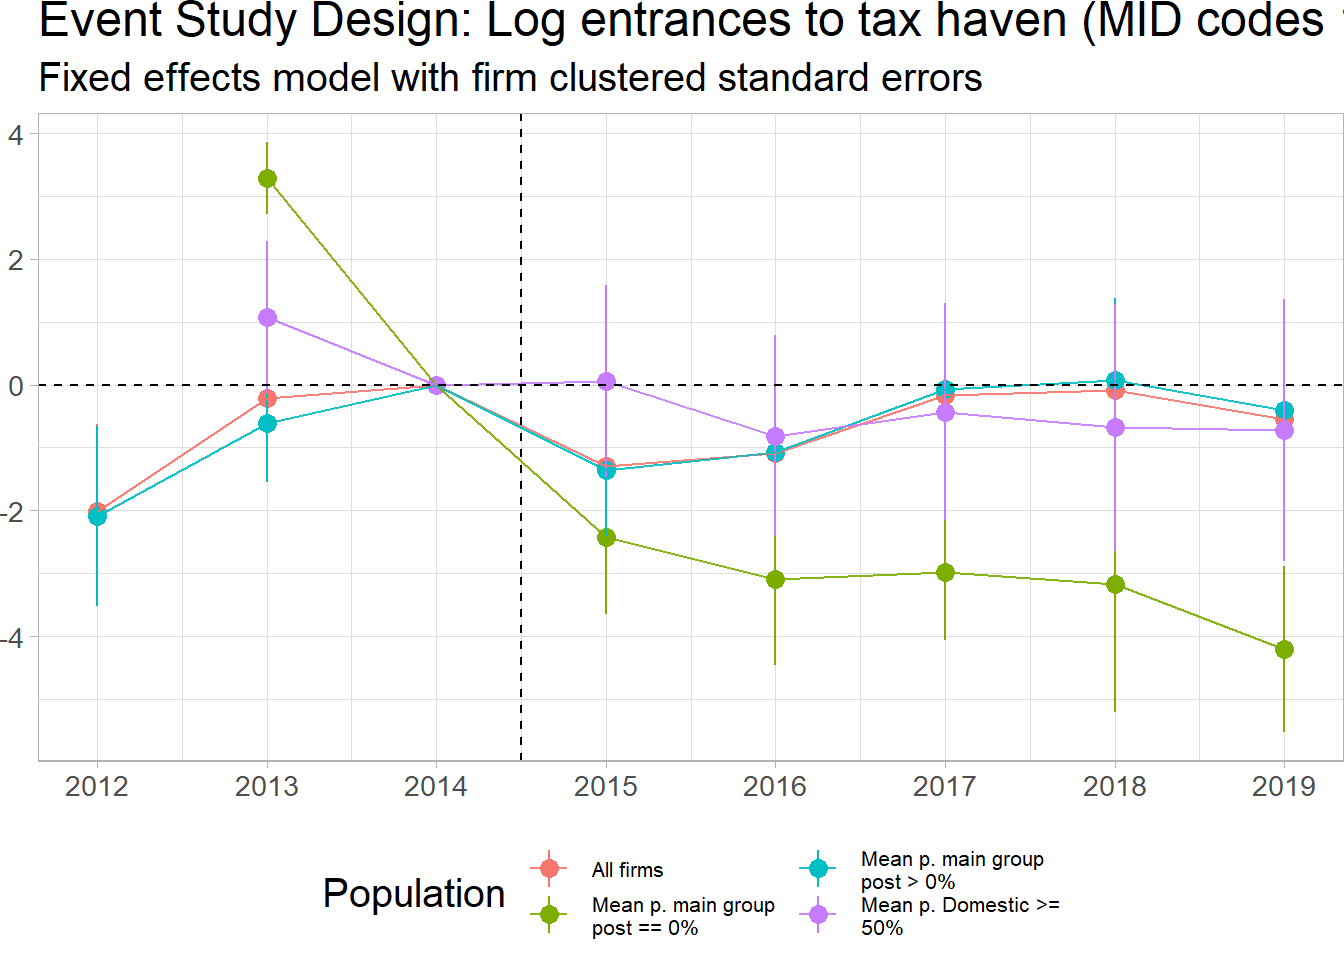 Event Study Design: Log entrances to tax haven (MID codes
Fixed effects model with firm clustered standard errors
4
2
0
-2
-4
2012 2013 2014 2015 2016 2017 2018 2019
Population
All firms
Mean p. main group
post == 0%
Mean p. main group
post > 0%
Mean p. Domestic >=
50%